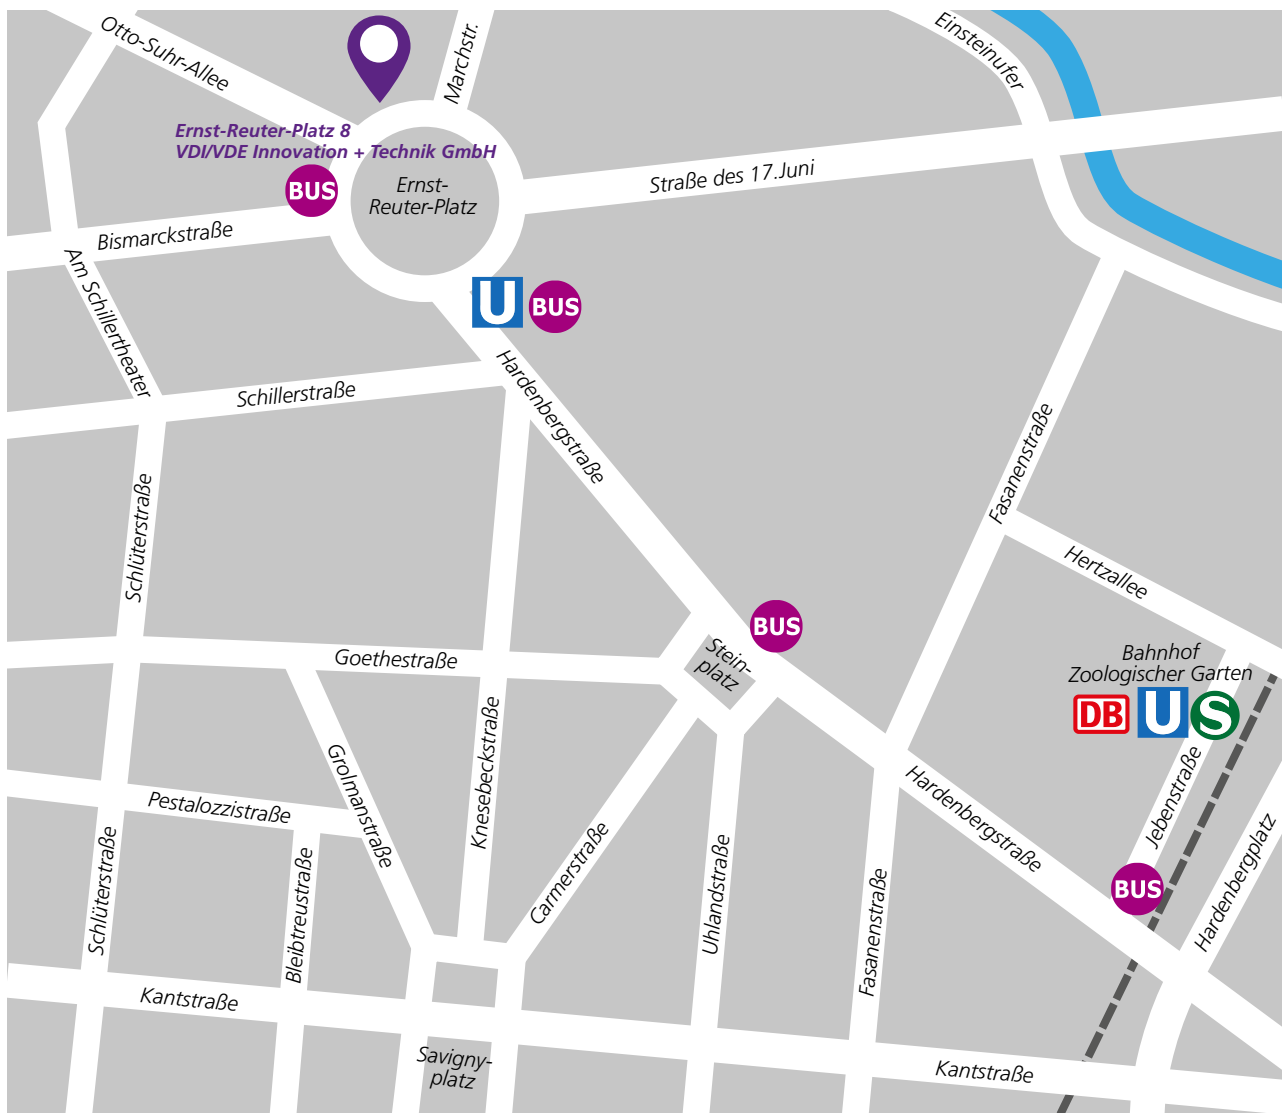 Otto-Suhr-Allee
Marchstr.
Einsteinufer
Ernst-Reuter-Platz 8
VDI/VDE Innovation + Technik GmbH
BUS
Ernst-
Reuter-Platz
Straße des 17.Juni
Bismarckstraße
Am Schillertheater
U
BUS
Schillerstraße
Hardenbergstraße
Fasanenstraße
Schlüterstraße
Hertzallee
BUS
Stein-
platz
Goethestraße
Bahnhof
Zoologischer Garten
DB
U
S
Grolmanstraße
Knesebeckstraße
Pestalozzistraße
Hardenbergstraße
Jebenstraße
Carmerstraße
Uhlandstraße
Schlüterstraße
Bleibtreustraße
Fasanenstraße
BUS
Hardenbergplatz
Kantstraße
Savigny-
platz
Kantstraße